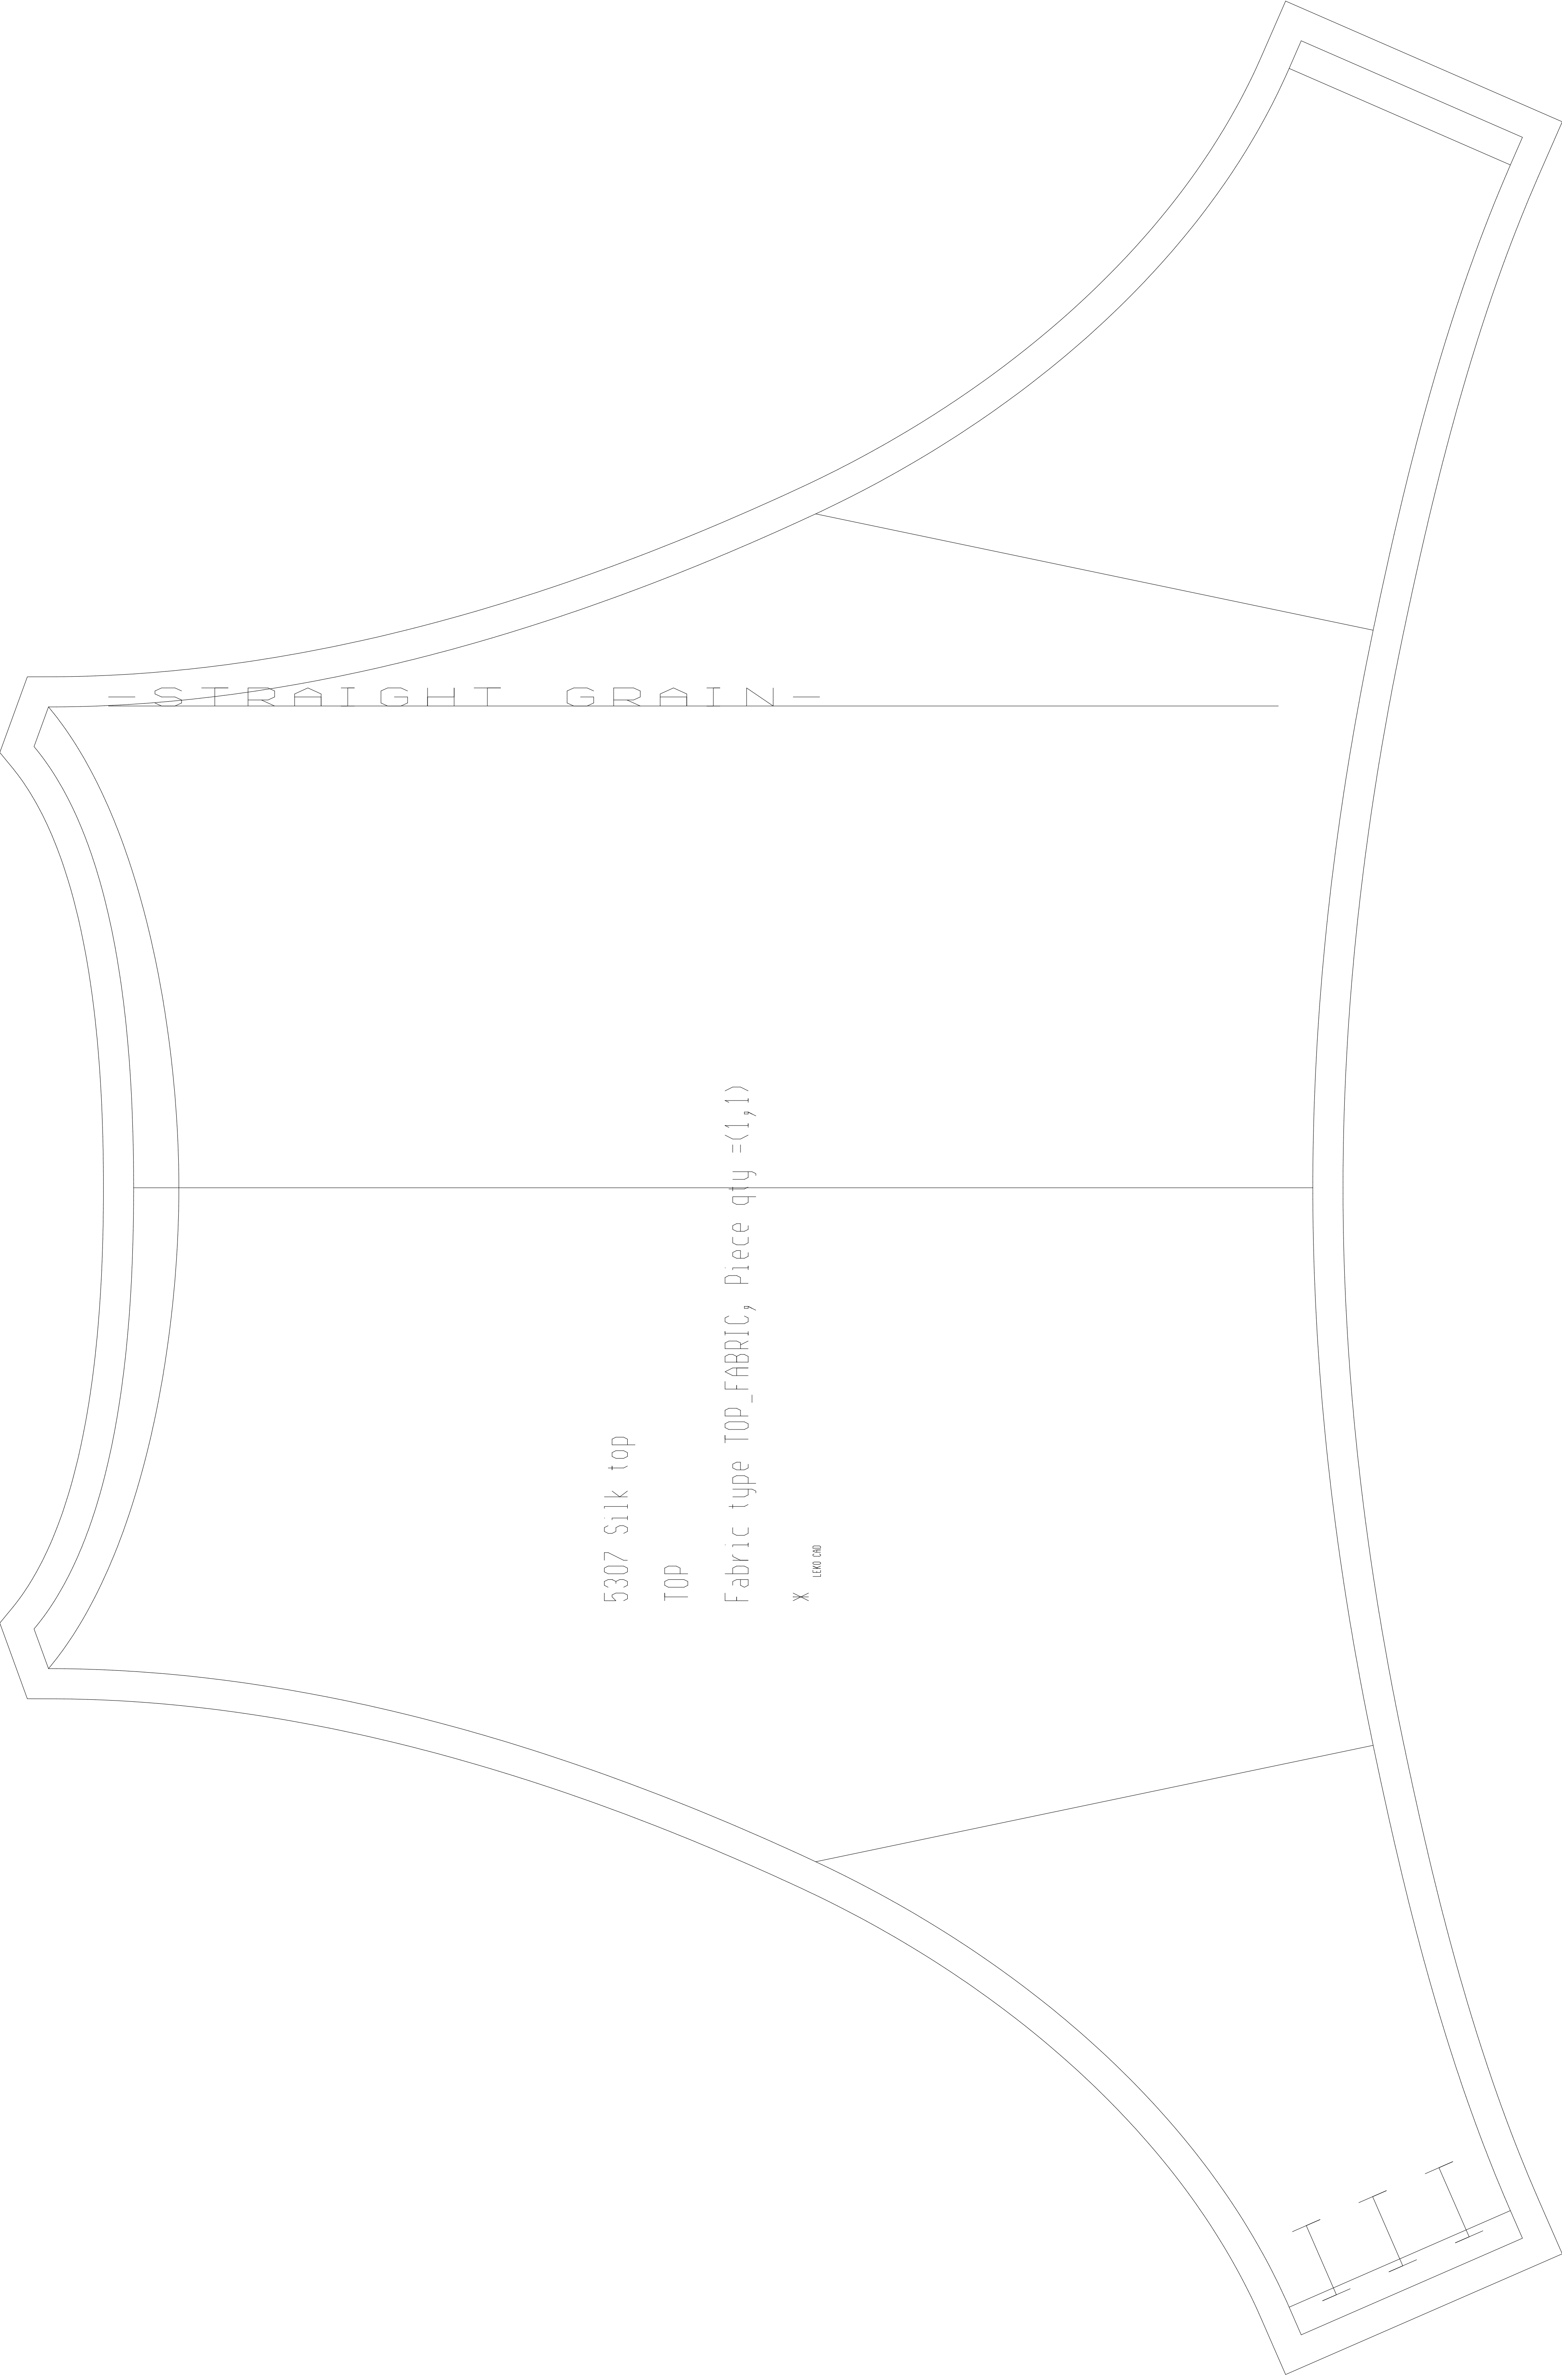 -STRAIGHT GRAIN-
5307 Silk top
TOP
Fabric type TOP_FABRIC, Piece qty =(1,1)
X
LEKO CAD